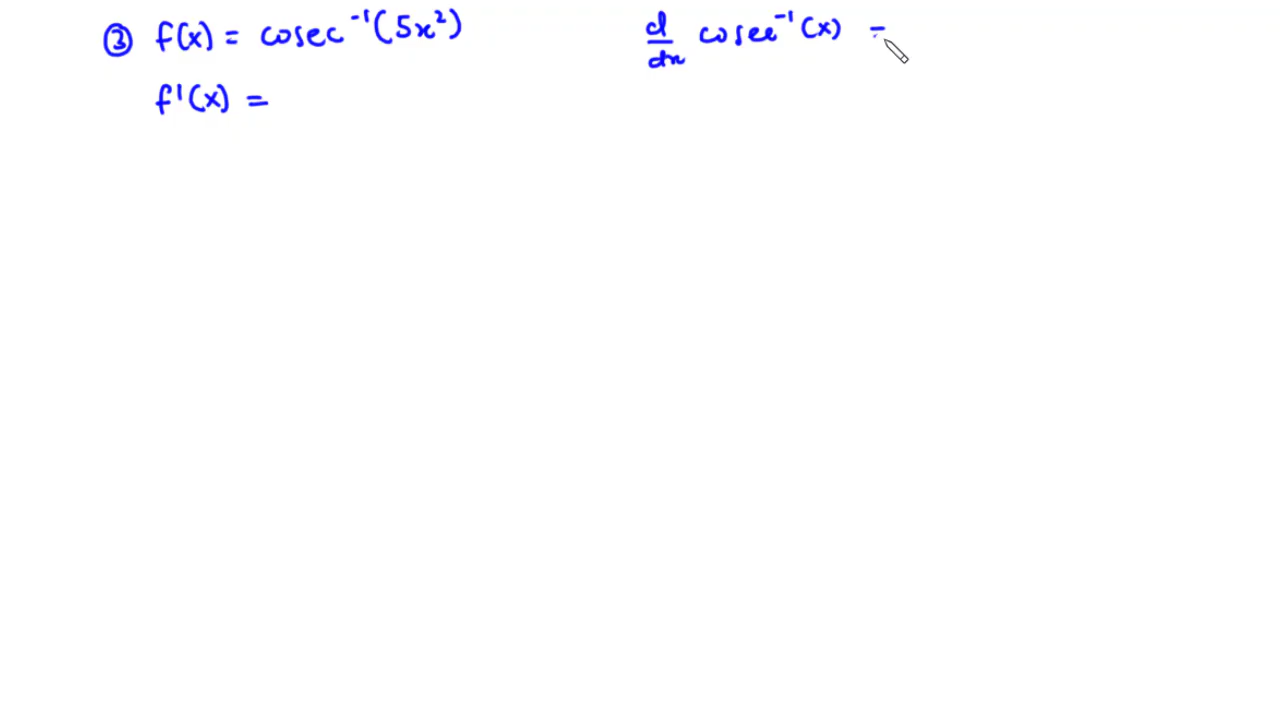 ③ f(x) = cosec⁻¹(5x²)
d/dx cosec⁻¹(x) =
f'(x) =